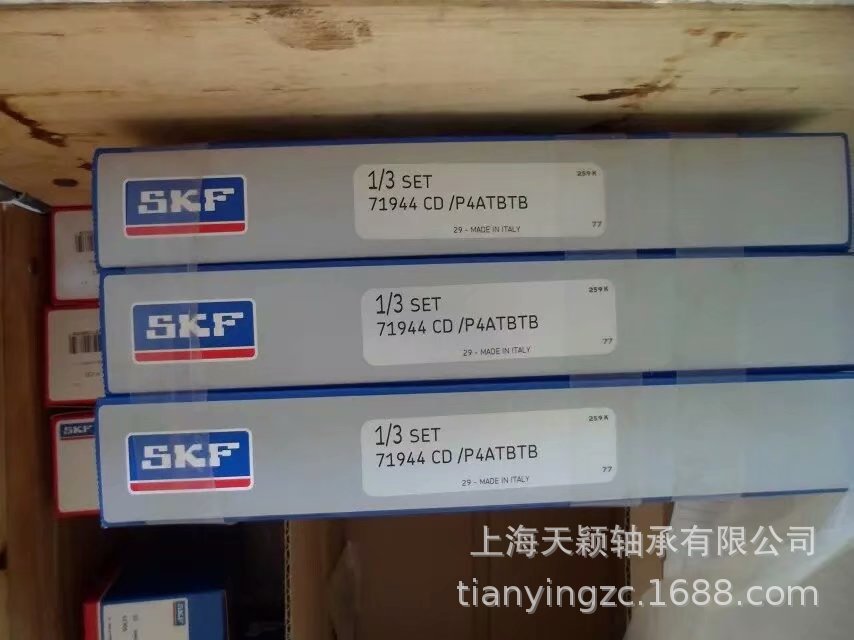 SKF
1/3 SET
259 K
71944 CD /P4ATBTB
77
29 - MADE IN ITALY
SKF
1/3 SET
259 K
71944 CD /P4ATBTB
77
29 - MADE IN ITALY
SKF
1/3 SET
259 K
71944 CD /P4ATBTB
77
29 - MADE IN ITALY
SKF
SKF
上海天颖轴承有限公司
tianyingzc.1688.com